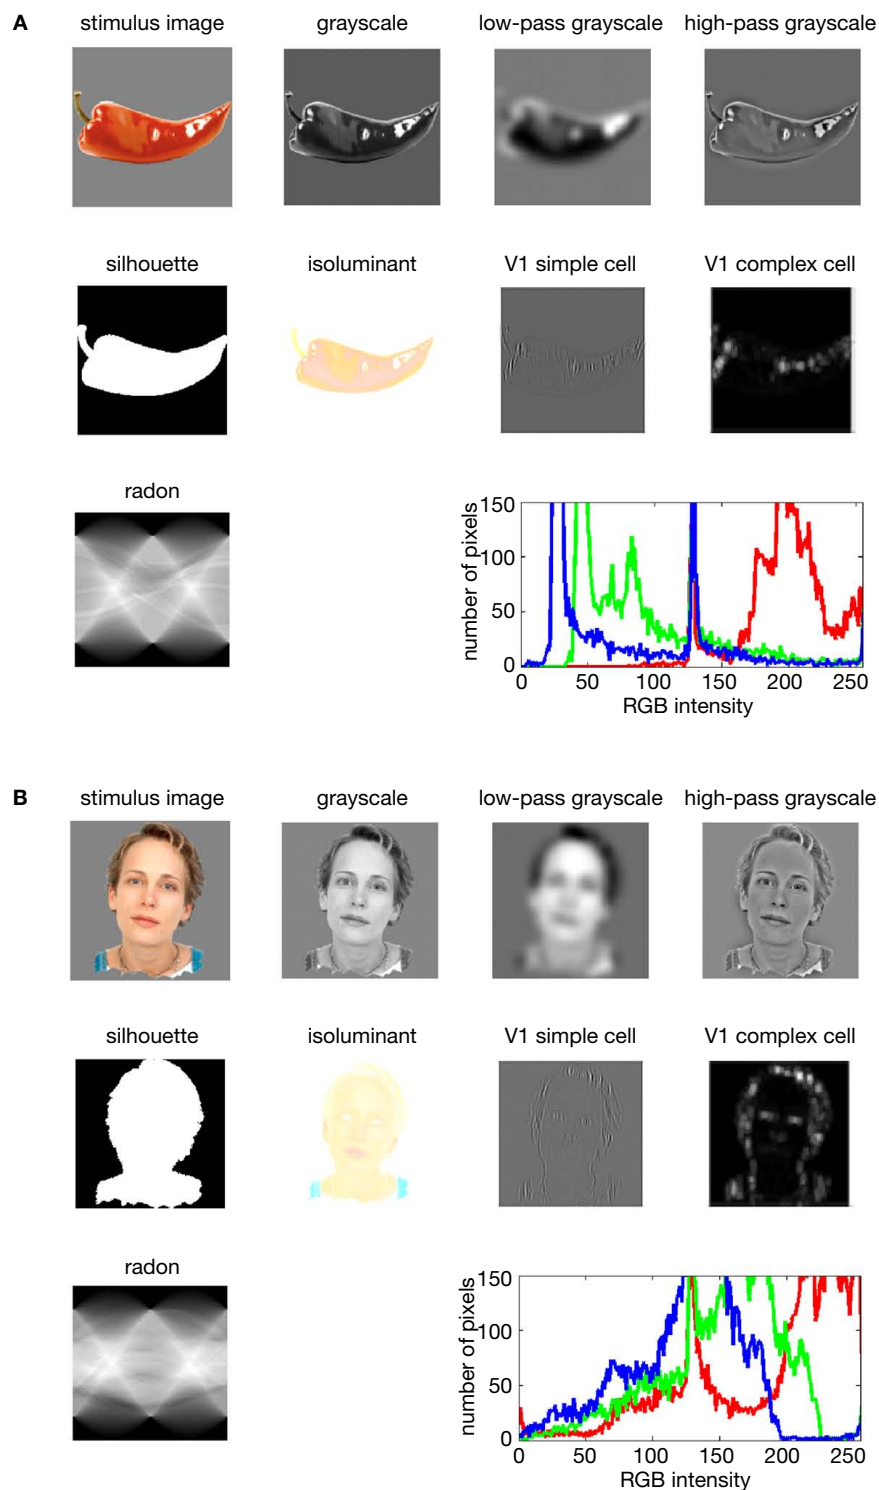 A
stimulus image grayscale low-pass grayscale high-pass grayscale
silhouette isoluminant V1 simple cell V1 complex cell
radon
number of pixels
150
100
50
0
0 50 100 150 200 250
RGB intensity
B
stimulus image grayscale low-pass grayscale high-pass grayscale
silhouette isoluminant V1 simple cell V1 complex cell
radon
number of pixels
150
100
50
0
0 50 100 150 200 250
RGB intensity